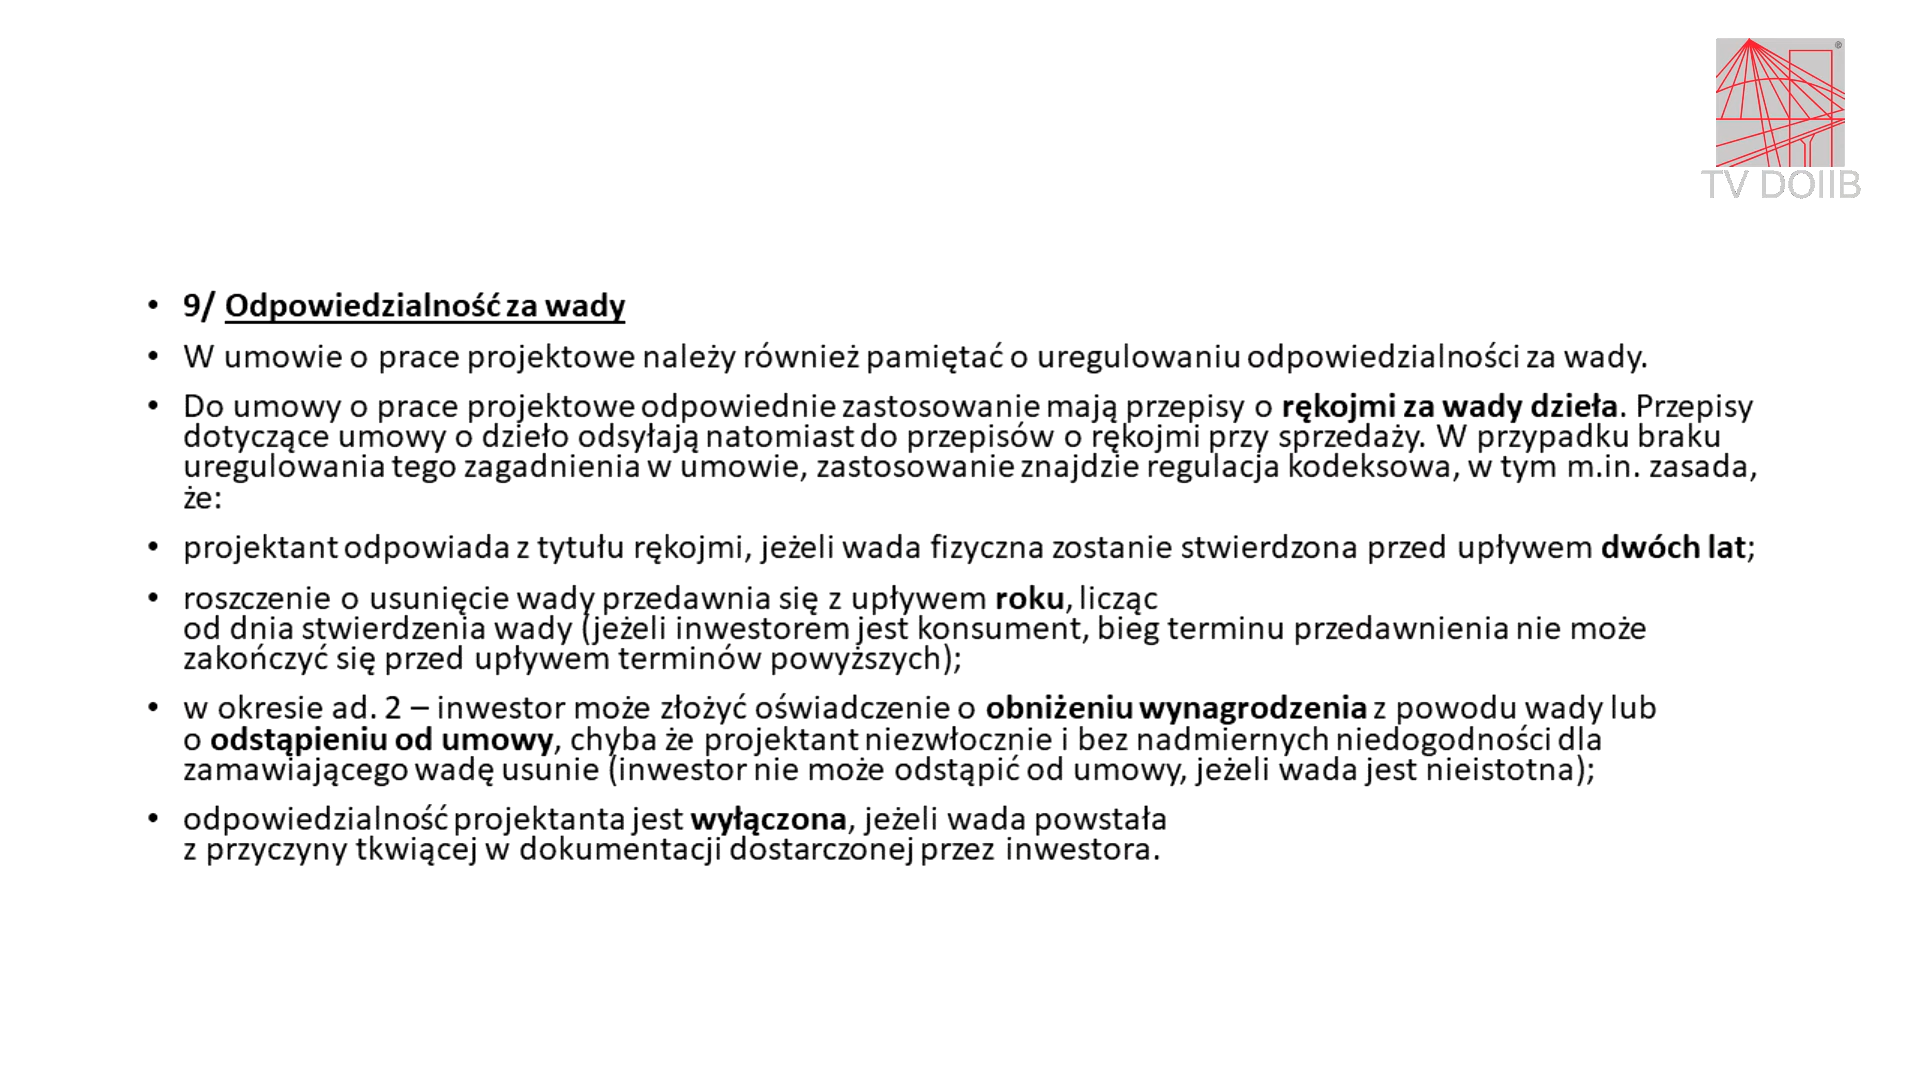 TV DOIIB
• 9/ Odpowiedzialność za wady
• W umowie o prace projektowe należy również pamiętać o uregulowaniu odpowiedzialności za wady.
• Do umowy o prace projektowe odpowiednie zastosowanie mają przepisy o rękojmi za wady dzieła. Przepisy
dotyczące umowy o dzieło odsyłają natomiast do przepisów o rękojmi przy sprzedaży. W przypadku braku
uregulowania tego zagadnienia w umowie, zastosowanie znajdzie regulacja kodeksowa, w tym m.in. zasada,
że:
• projektant odpowiada z tytułu rękojmi, jeżeli wada fizyczna zostanie stwierdzona przed upływem dwóch lat;
• roszczenie o usunięcie wady przedawnia się z upływem roku, licząc
od dnia stwierdzenia wady (jeżeli inwestorem jest konsument, bieg terminu przedawnienia nie może
zakończyć się przed upływem terminów powyższych);
• w okresie ad. 2 – inwestor może złożyć oświadczenie o obniżeniu wynagrodzenia z powodu wady lub
o odstąpieniu od umowy, chyba że projektant niezwłocznie i bez nadmiernych niedogodności dla
zamawiającego wadę usunie (inwestor nie może odstąpić od umowy, jeżeli wada jest nieistotna);
• odpowiedzialność projektanta jest wyłączona, jeżeli wada powstała
z przyczyny tkwiącej w dokumentacji dostarczonej przez inwestora.